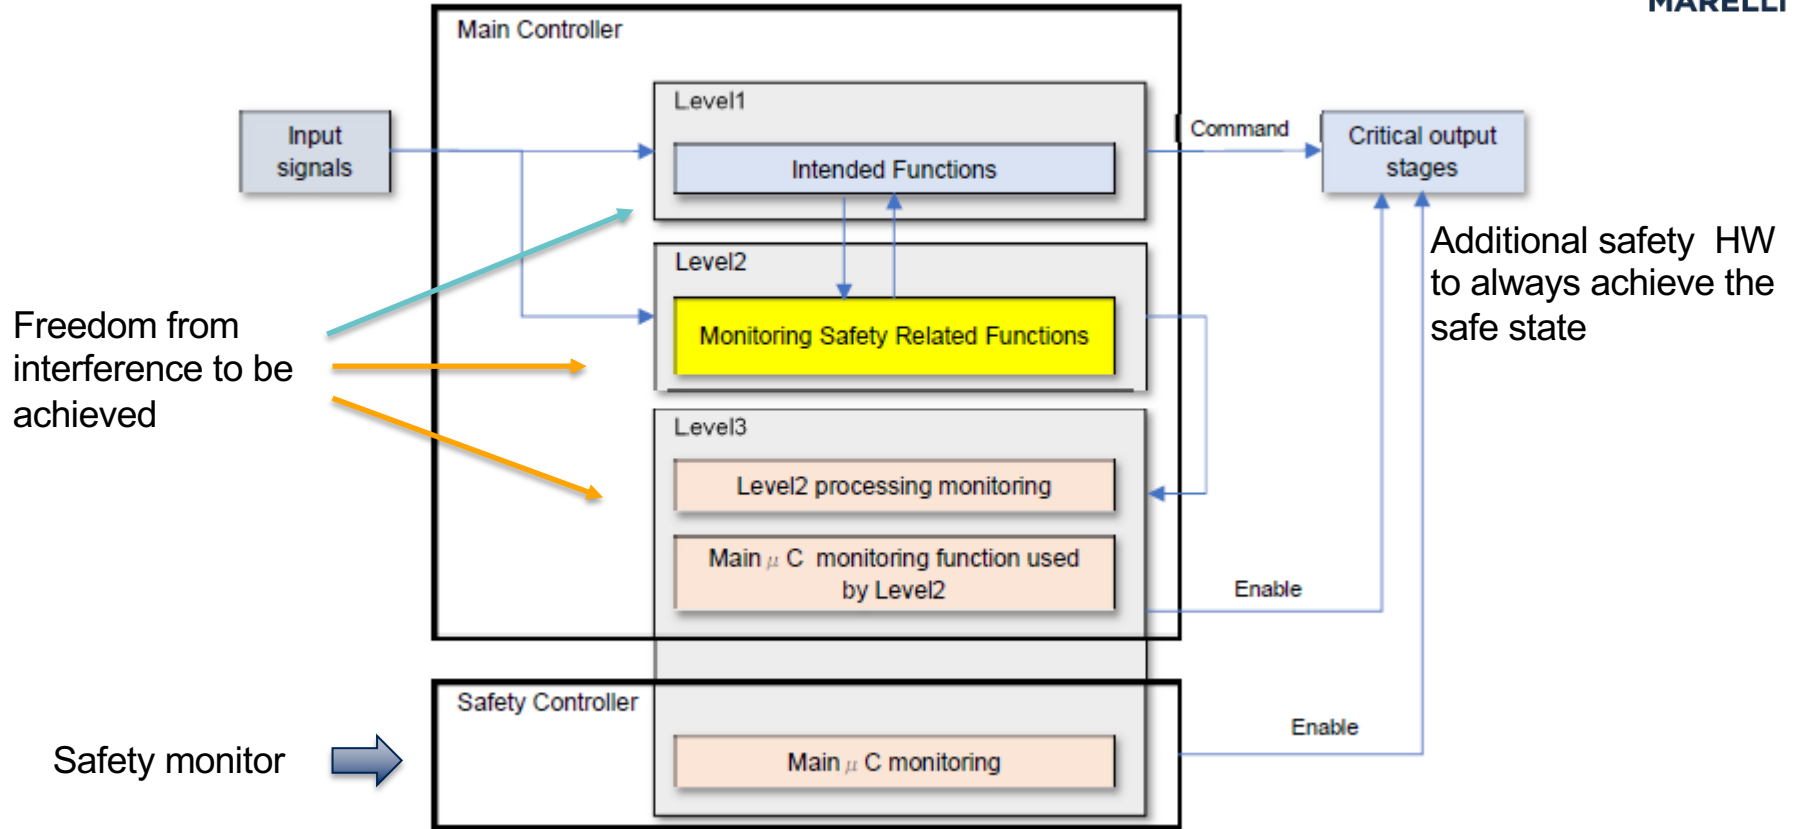 MARELLI
Main Controller
Level1
Input
signals
Intended Functions
Command
Critical output
stages
Level2
Monitoring Safety Related Functions
Additional safety HW
to always achieve the
safe state
Freedom from
interference to be
achieved
Level3
Level2 processing monitoring
Main μ C monitoring function used
by Level2
Enable
Safety Controller
Enable
Safety monitor
Main μ C monitoring